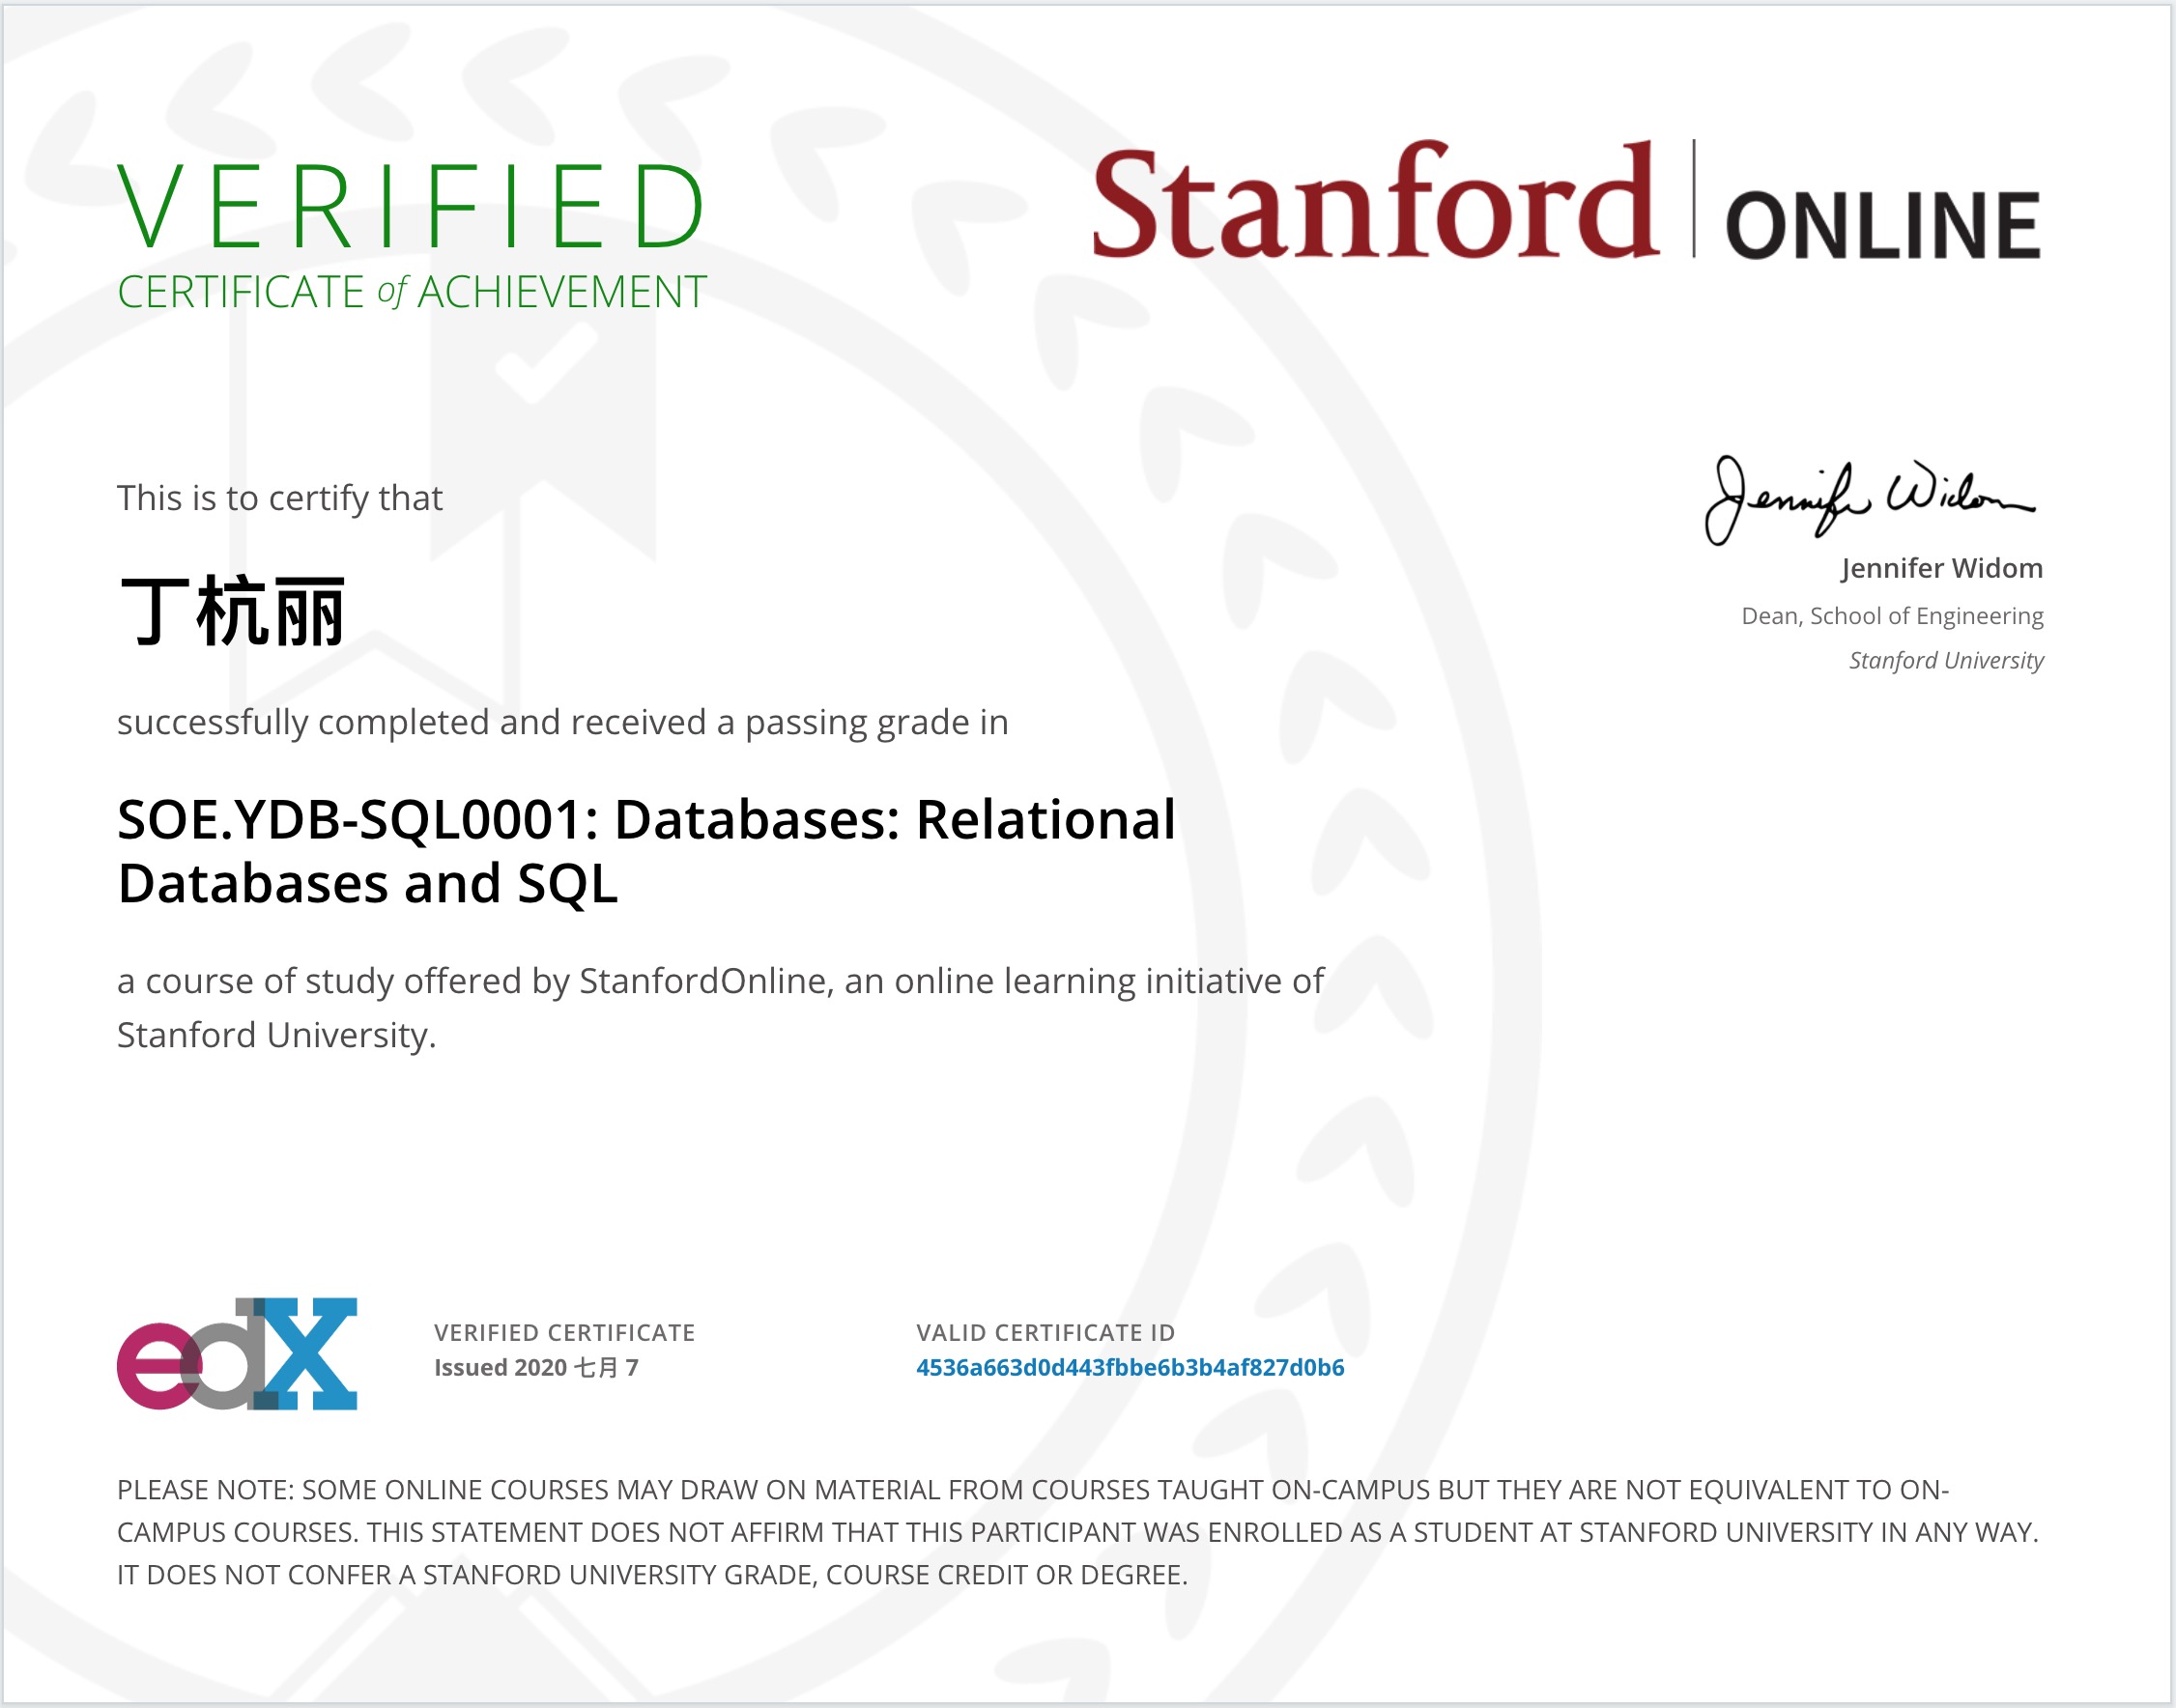 VERIFIED
CERTIFICATE of ACHIEVEMENT
Stanford | ONLINE
This is to certify that
丁杭丽
successfully completed and received a passing grade in
SOE.YDB-SQL0001: Databases: Relational
Databases and SQL
a course of study offered by StanfordOnline, an online learning initiative of
Stanford University.
Jennifer Widom
Jennifer Widom
Dean, School of Engineering
Stanford University
edX
VERIFIED CERTIFICATE
Issued 2020 七月 7
VALID CERTIFICATE ID
4536a663d0d443fbbe6b3b4af827d0b6
PLEASE NOTE: SOME ONLINE COURSES MAY DRAW ON MATERIAL FROM COURSES TAUGHT ON-CAMPUS BUT THEY ARE NOT EQUIVALENT TO ON-
CAMPUS COURSES. THIS STATEMENT DOES NOT AFFIRM THAT THIS PARTICIPANT WAS ENROLLED AS A STUDENT AT STANFORD UNIVERSITY IN ANY WAY.
IT DOES NOT CONFER A STANFORD UNIVERSITY GRADE, COURSE CREDIT OR DEGREE.